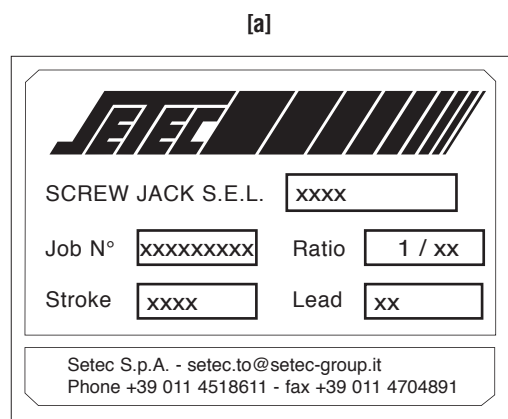 [a]
SETEC
SCREW JACK S.E.L. xxxx
Job N° xxxxxxxxx Ratio 1 / xx
Stroke xxxx Lead xx
Setec S.p.A. - setec.to@setec-group.it
Phone +39 011 4518611 - fax +39 011 4704891